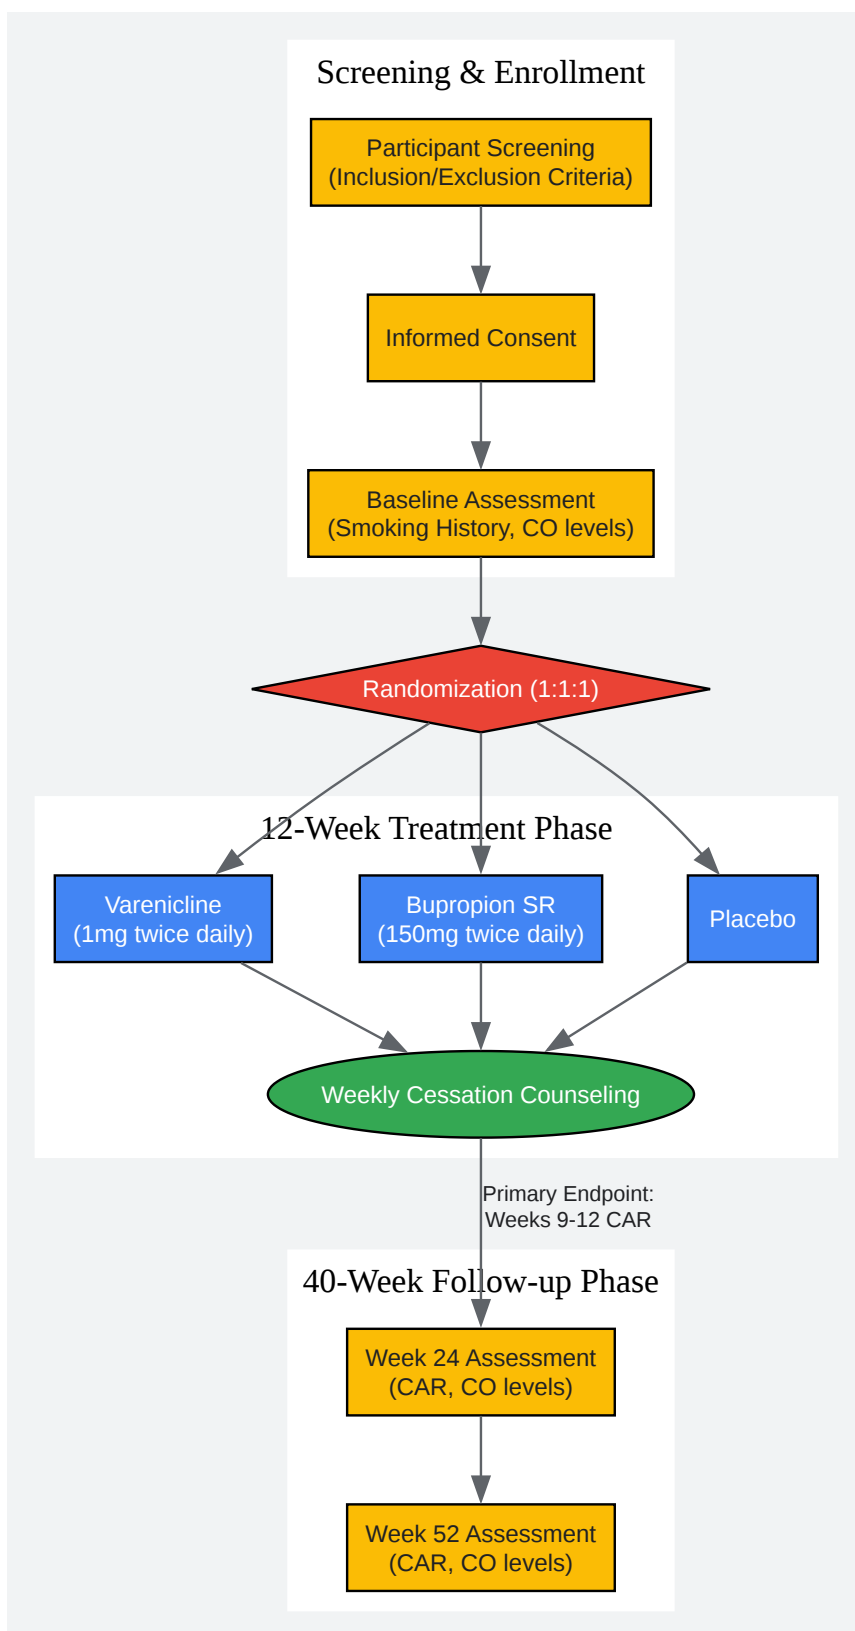 Screening & Enrollment
Participant Screening
(Inclusion/Exclusion Criteria)
Informed Consent
Baseline Assessment
(Smoking History, CO levels)
Randomization (1:1:1)
12-Week Treatment Phase
Varenicline
(1mg twice daily)
Bupropion SR
(150mg twice daily)
Placebo
Weekly Cessation Counseling
Primary Endpoint:
Weeks 9-12 CAR
40-Week Follow-up Phase
Week 24 Assessment
(CAR, CO levels)
Week 52 Assessment
(CAR, CO levels)